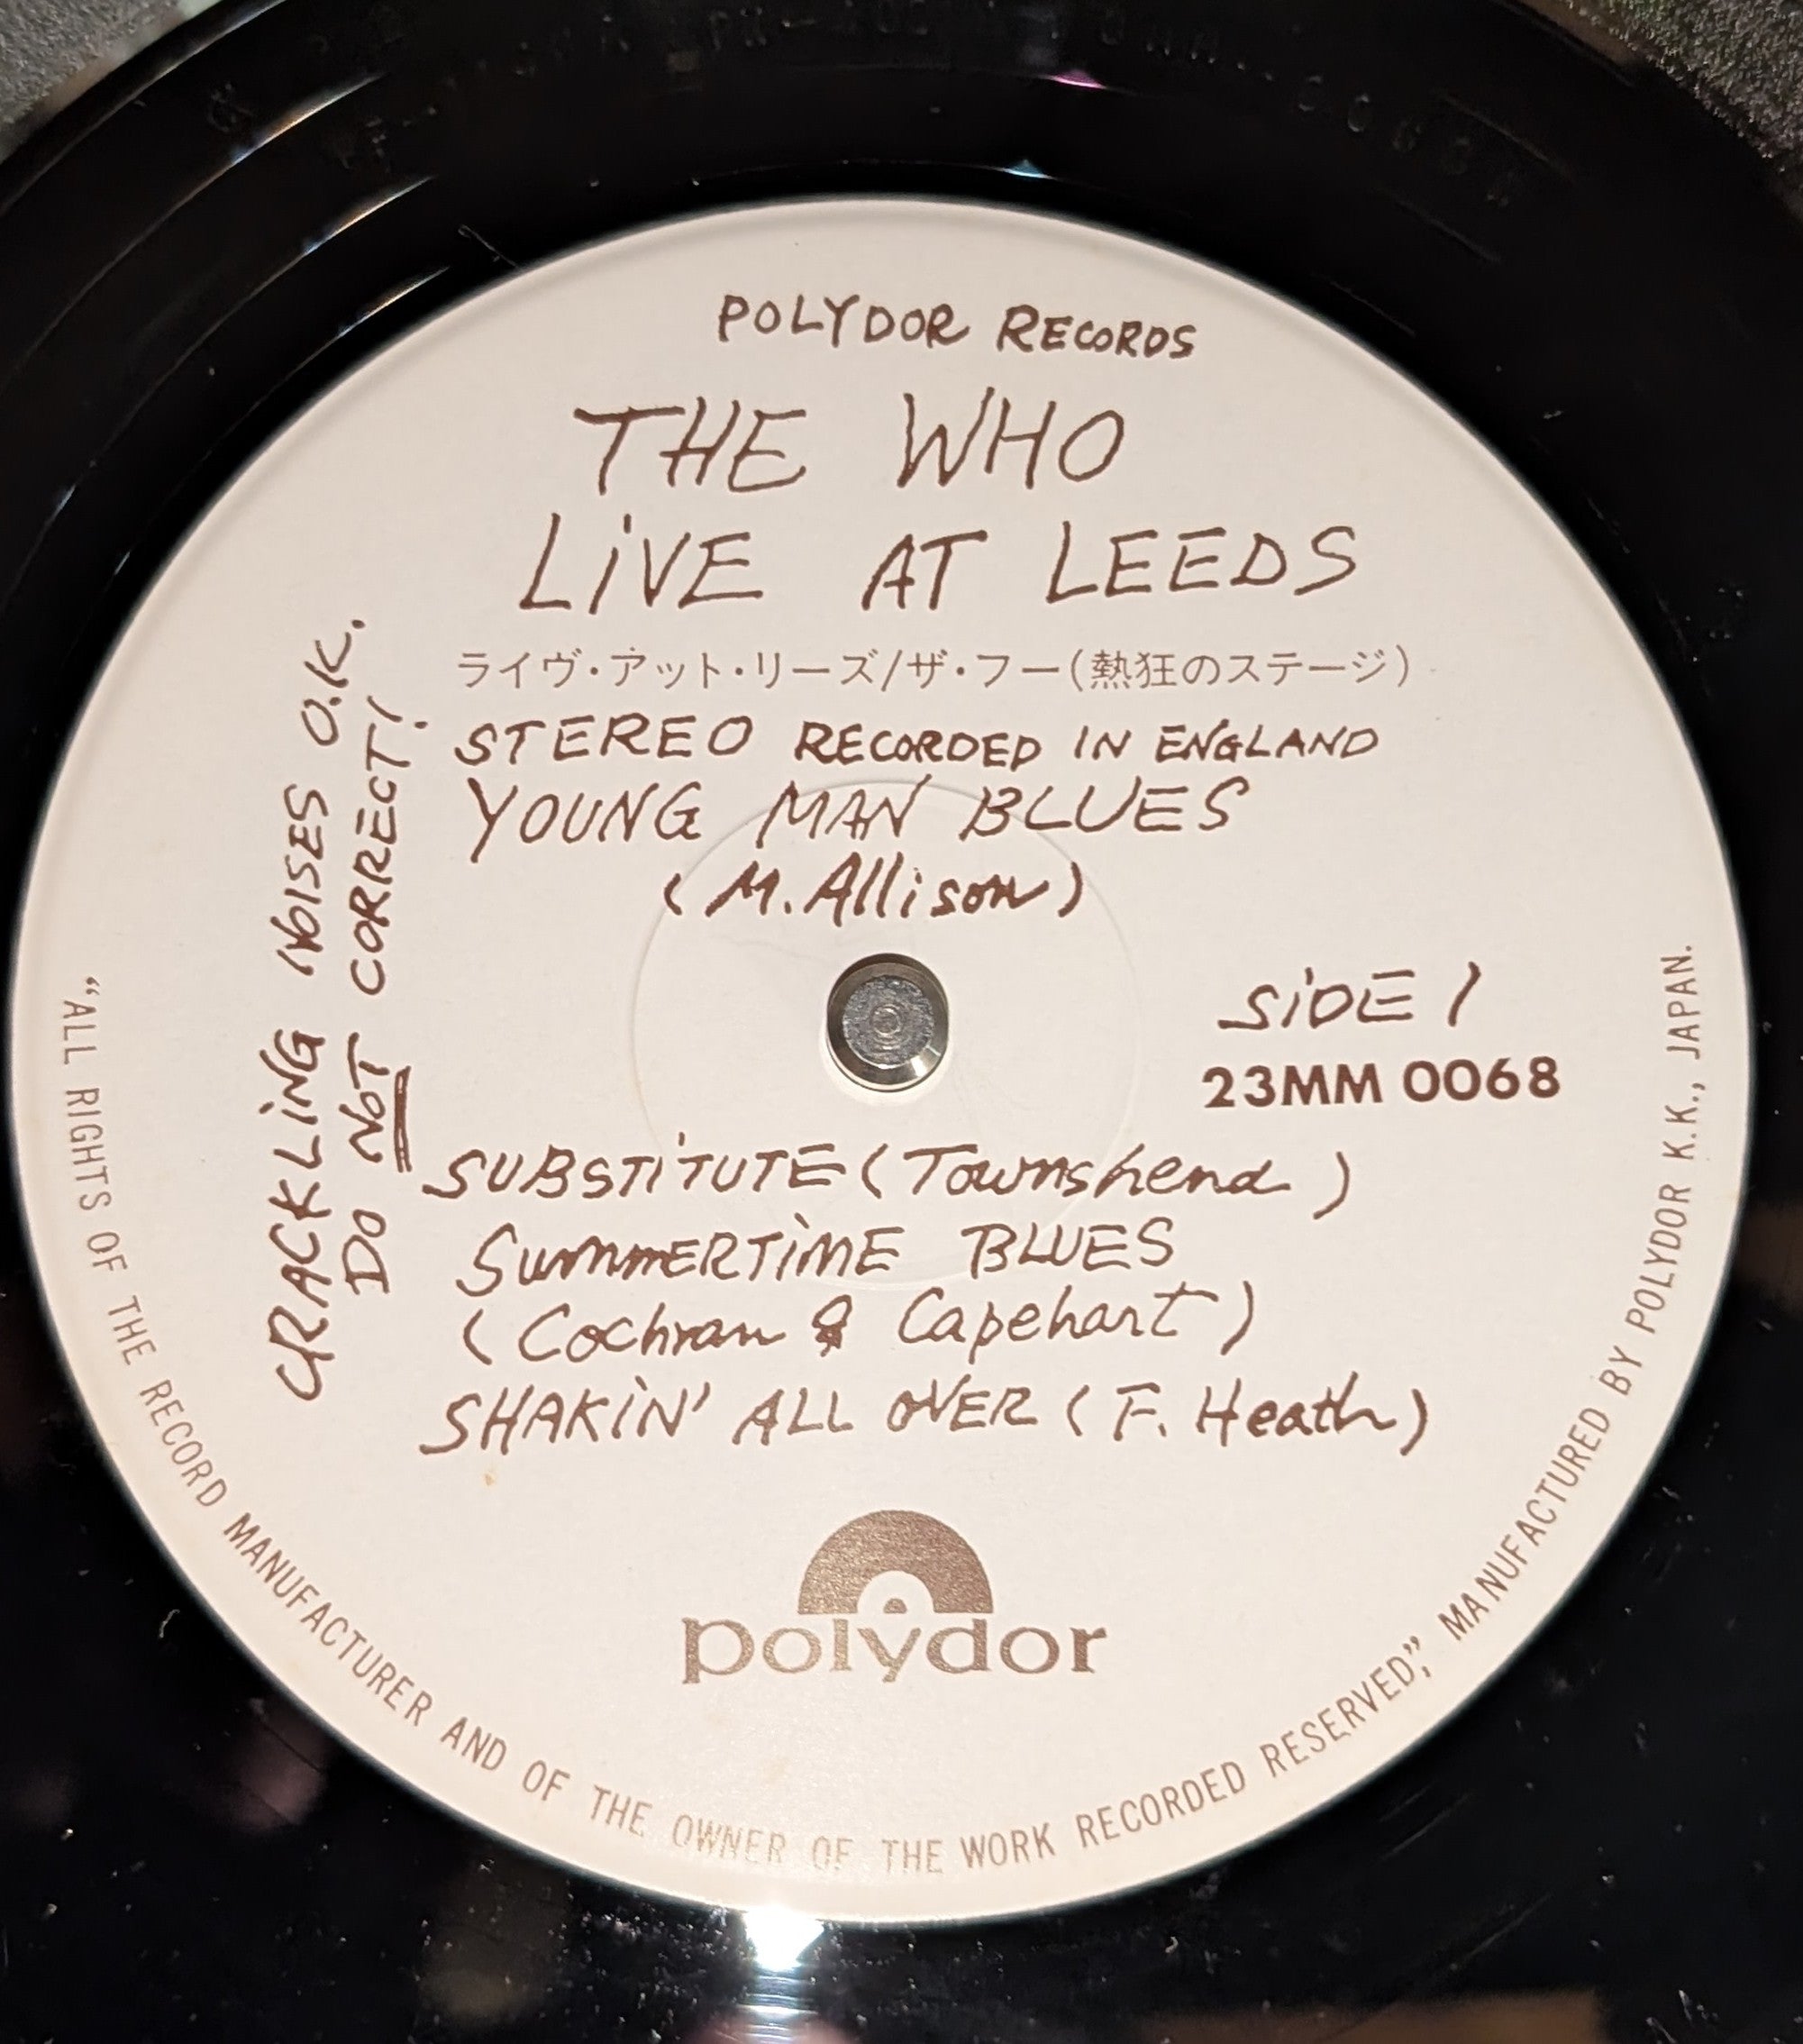 POLYDOR RECORDS
THE WHO
LiVE AT LEEDS
ライヴ・アット・リーズ/ザ・フー(熱狂のステージ)
STEREO RECORDED IN ENGLAND
YOUNG MAN BLUES
(M. Allison)
CRACKLING NOISES O.K.
DO NOT CORRECT!
SiDE 1
23MM 0068
SUBSTiTUTE (Townshend)
SummERTiME BLUES
(Cochran & Capehart)
SHAKiN' ALL OVER (F. Heath)
polydor
"ALL RIGHTS OF THE RECORD MANUFACTURER AND OF THE OWNER OF THE WORK RECORDED RESERVED", MANUFACTURED BY POLYDOR K.K., JAPAN.